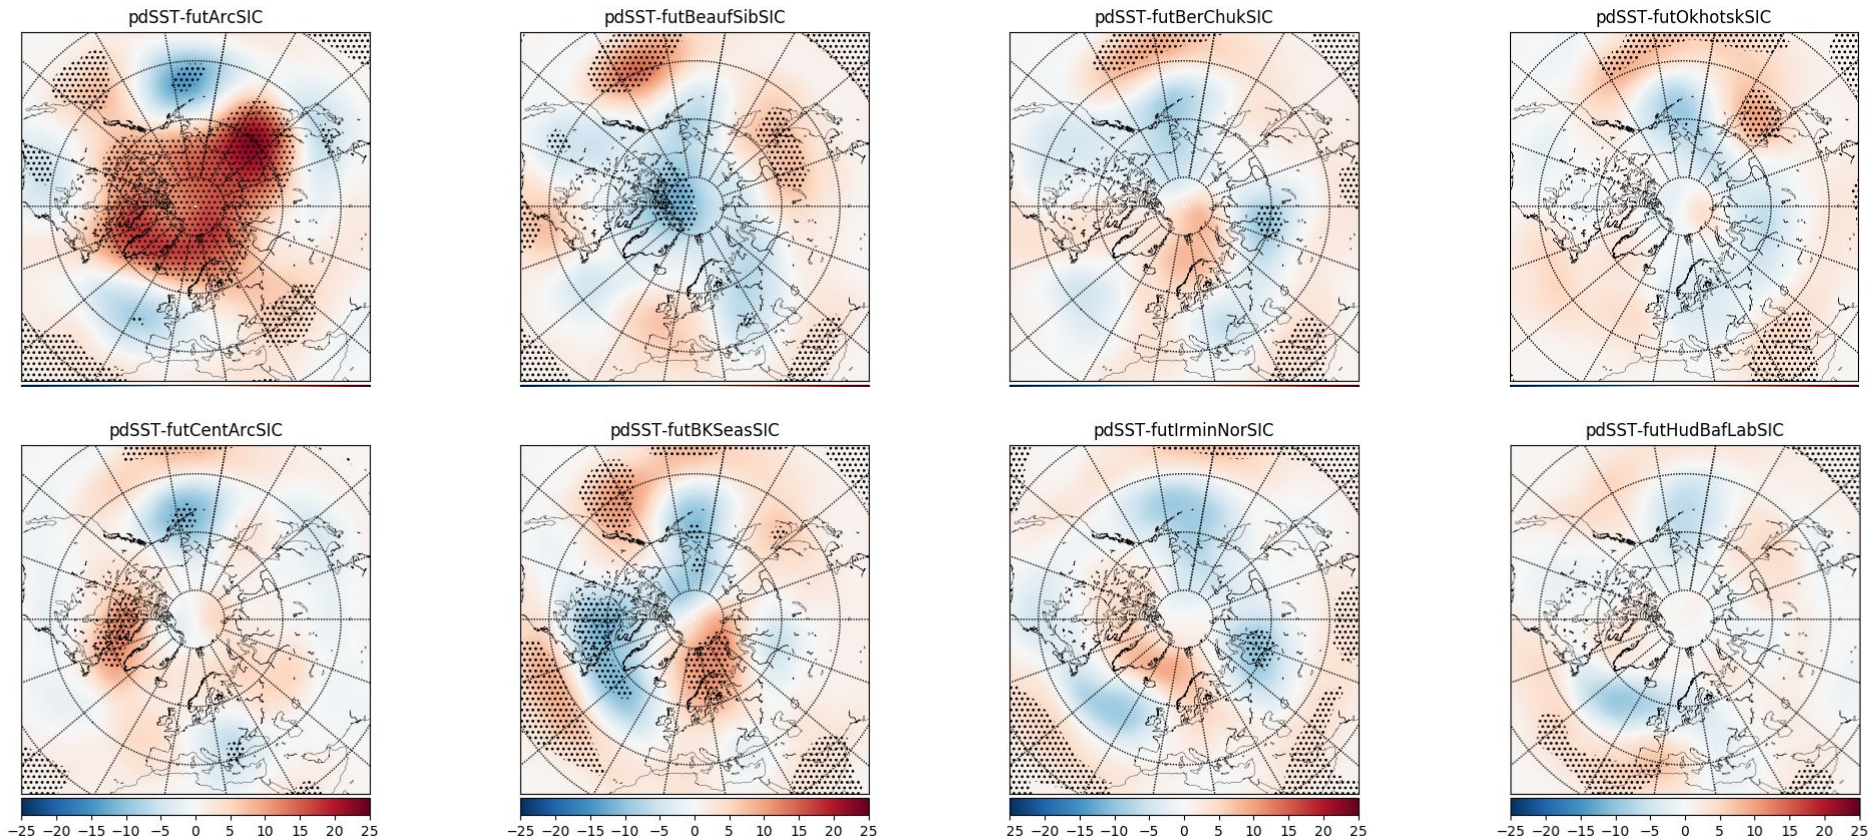 pdSST-futArcSIC
pdSST-futBeaufSibSIC
pdSST-futBerChukSIC
pdSST-futOkhotskSIC
pdSST-futCentArcSIC
pdSST-futBKSeasSIC
pdSST-futIrminNorSIC
pdSST-futHudBafLabSIC
−25 −20 −15 −10 −5 0 5 10 15 20 25
−25 −20 −15 −10 −5 0 5 10 15 20 25
25 −20 −15 −10 −5 0 5 10 15 20 25
−25 −20 −15 −10 −5 0 5 10 15 20 25